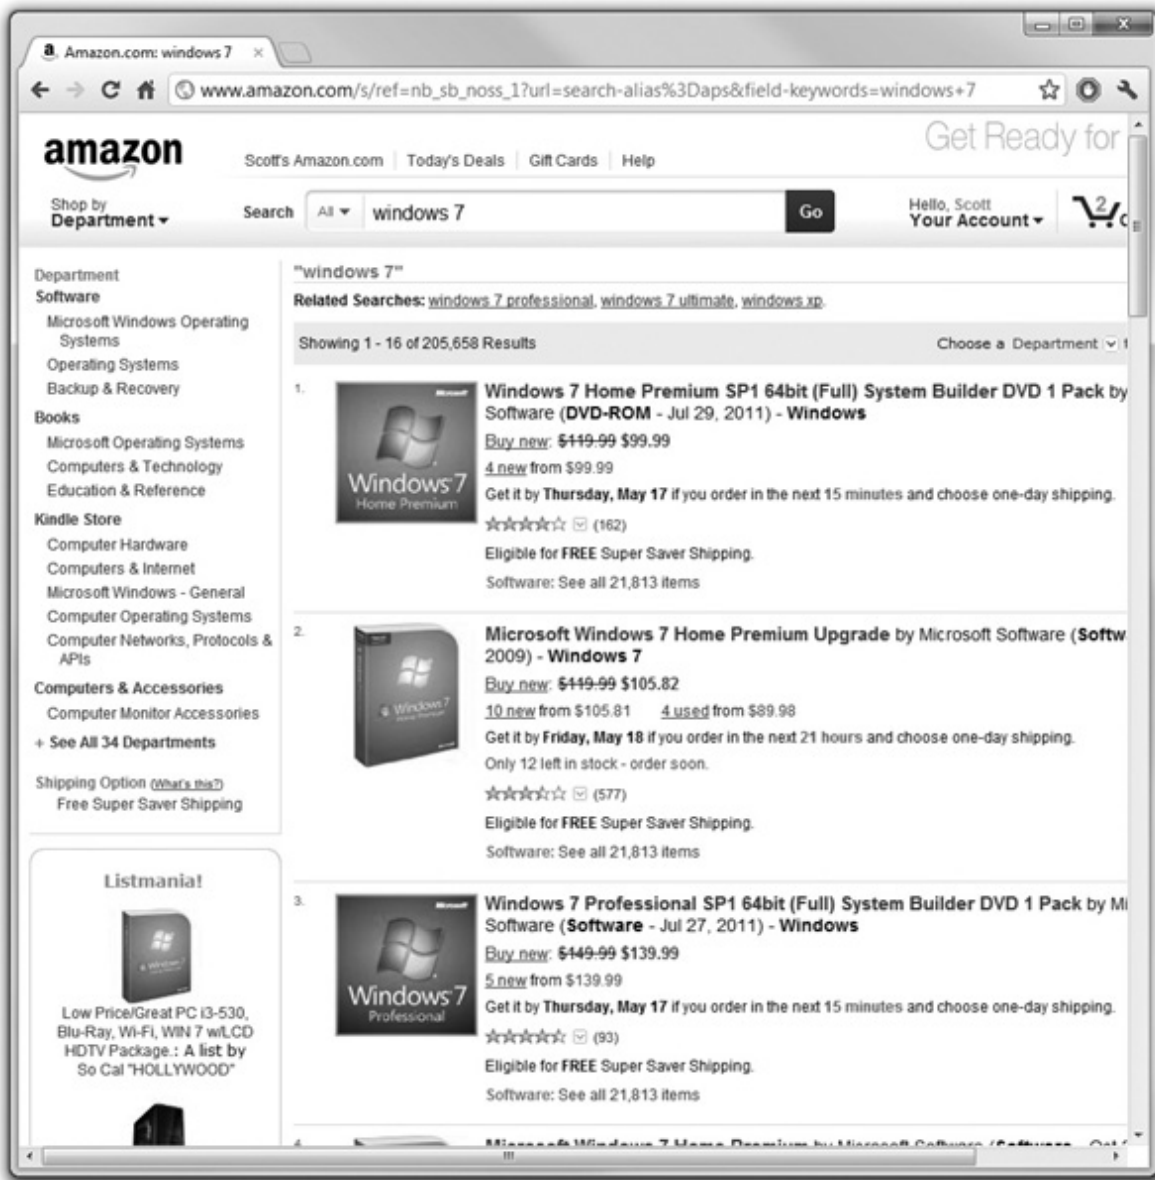 a Amazon.com: windows 7 ×
www.amazon.com/s/ref=nb_sb_noss_1?url=search-alias%3Daps&field-keywords=windows+7
Get Ready for
amazon
Scott's Amazon.com Today's Deals Gift Cards Help
Shop by
Department
Search All windows 7 Go
Hello, Scott
Your Account
2
Department
Software
Microsoft Windows Operating
Systems
Operating Systems
Backup & Recovery
Books
Microsoft Operating Systems
Computers & Technology
Education & Reference
Kindle Store
Computer Hardware
Computers & Internet
Microsoft Windows - General
Computer Operating Systems
Computer Networks, Protocols &
APIs
Computers & Accessories
Computer Monitor Accessories
+ See All 34 Departments
Shipping Option (What's this?)
Free Super Saver Shipping
Listmania!
Low Price/Great PC i3-530,
Blu-Ray, Wi-Fi, WIN 7 w/LCD
HDTV Package.: A list by
So Cal "HOLLYWOOD"
"windows 7"
Related Searches: windows 7 professional, windows 7 ultimate, windows xp.
Showing 1 - 16 of 205,658 Results
Choose a Department
1.
Microsoft
Windows 7
Home Premium
Windows 7 Home Premium SP1 64bit (Full) System Builder DVD 1 Pack by
Software (DVD-ROM - Jul 29, 2011) - Windows
Buy new: $119.99 $99.99
4 new from $99.99
Get it by Thursday, May 17 if you order in the next 15 minutes and choose one-day shipping.
(162)
Eligible for FREE Super Saver Shipping.
Software: See all 21,813 items
2.
Windows 7
Home Premium
Microsoft Windows 7 Home Premium Upgrade by Microsoft Software (Softw
2009) - Windows 7
Buy new: $119.99 $105.82
10 new from $105.81 4 used from $89.98
Get it by Friday, May 18 if you order in the next 21 hours and choose one-day shipping.
Only 12 left in stock - order soon.
(577)
Eligible for FREE Super Saver Shipping.
Software: See all 21,813 items
3.
Microsoft
Windows 7
Professional
Windows 7 Professional SP1 64bit (Full) System Builder DVD 1 Pack by Mi
Software (Software - Jul 27, 2011) - Windows
Buy new: $149.99 $139.99
5 new from $139.99
Get it by Thursday, May 17 if you order in the next 15 minutes and choose one-day shipping.
(93)
Eligible for FREE Super Saver Shipping.
Software: See all 21,813 items
Microsoft Windows 7 Home Premium by Microsoft Software (Software